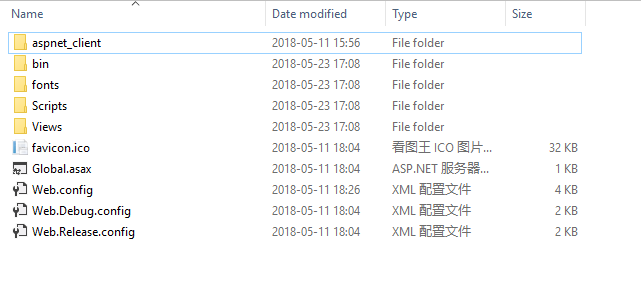 Name Date modified Type Size
aspnet_client 2018-05-11 15:56 File folder
bin 2018-05-23 17:08 File folder
fonts 2018-05-23 17:08 File folder
Scripts 2018-05-23 17:08 File folder
Views 2018-05-23 17:08 File folder
favicon.ico 2018-05-11 18:04 看图王 ICO 图片... 32 KB
Global.asax 2018-05-11 18:04 ASP.NET 服务器... 1 KB
Web.config 2018-05-11 18:26 XML 配置文件 4 KB
Web.Debug.config 2018-05-11 18:04 XML 配置文件 2 KB
Web.Release.config 2018-05-11 18:04 XML 配置文件 2 KB